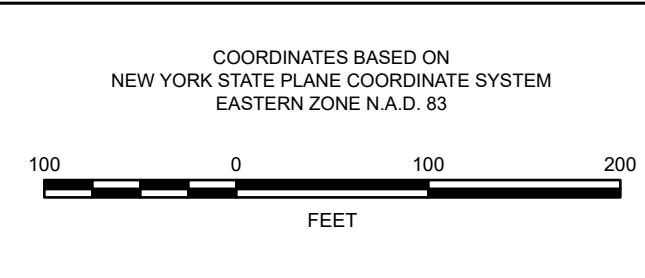 COORDINATES BASED ON
NEW YORK STATE PLANE COORDINATE SYSTEM
EASTERN ZONE N.A.D. 83
100 0 100 200
FEET